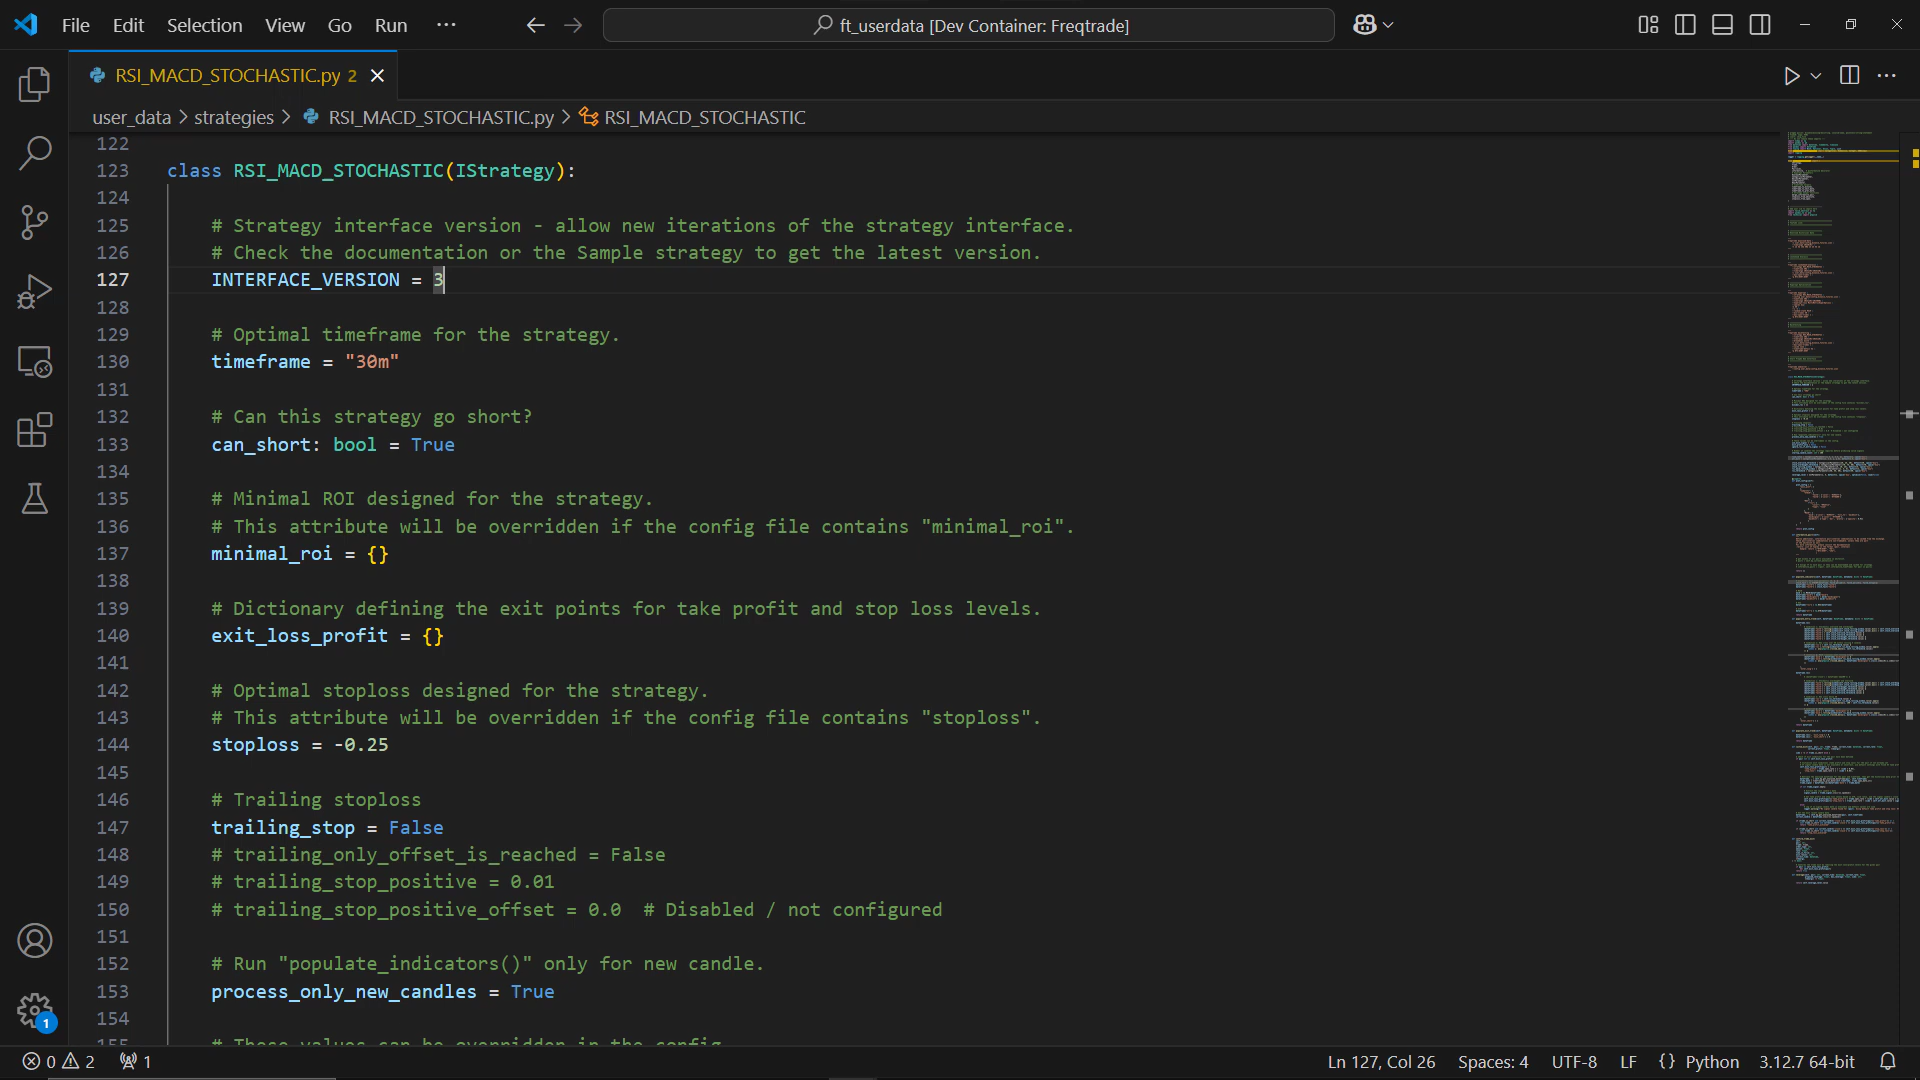 File Edit Selection View Go Run ···
ft_userdata [Dev Container: Freqtrade]
RSI_MACD_STOCHASTIC.py 2
user_data > strategies > RSI_MACD_STOCHASTIC.py > RSI_MACD_STOCHASTIC
122
123 class RSI_MACD_STOCHASTIC(IStrategy):
124
125 # Strategy interface version - allow new iterations of the strategy interface.
126 # Check the documentation or the Sample strategy to get the latest version.
127 INTERFACE_VERSION = 3
128
129 # Optimal timeframe for the strategy.
130 timeframe = "30m"
131
132 # Can this strategy go short?
133 can_short: bool = True
134
135 # Minimal ROI designed for the strategy.
136 # This attribute will be overridden if the config file contains "minimal_roi".
137 minimal_roi = {}
138
139 # Dictionary defining the exit points for take profit and stop loss levels.
140 exit_loss_profit = {}
141
142 # Optimal stoploss designed for the strategy.
143 # This attribute will be overridden if the config file contains "stoploss".
144 stoploss = -0.25
145
146 # Trailing stoploss
147 trailing_stop = False
148 # trailing_only_offset_is_reached = False
149 # trailing_stop_positive = 0.01
150 # trailing_stop_positive_offset = 0.0 # Disabled / not configured
151
152 # Run "populate_indicators()" only for new candle.
153 process_only_new_candles = True
154
155 # These values can be overridden in the config.
1
0 2 1
Ln 127, Col 26 Spaces: 4 UTF-8 LF {} Python 3.12.7 64-bit